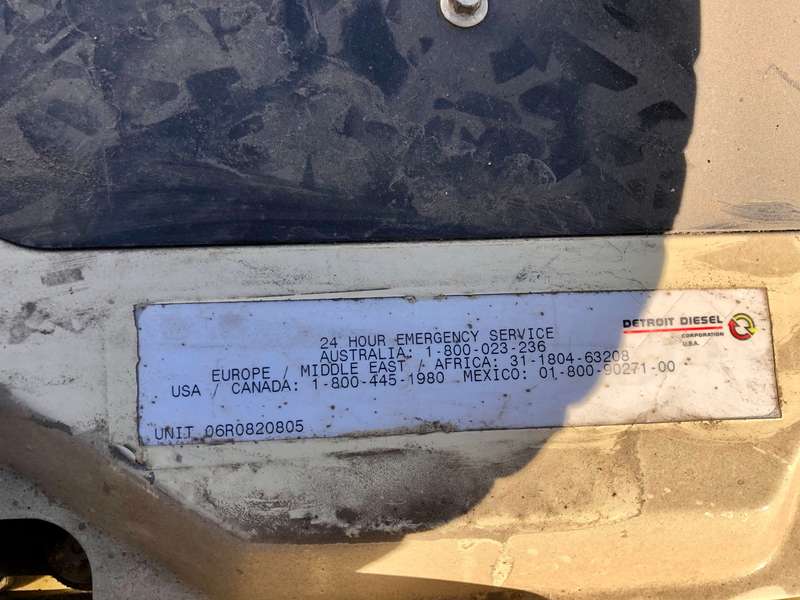 24 HOUR EMERGENCY SERVICE
AUSTRALIA: 1-800-023-236
EUROPE / MIDDLE EAST / AFRICA: 31-1804-63208
USA / CANADA: 1-800-445-1980 MEXICO: 01-800-90271-00
UNIT 06R0820805
DETROIT DIESEL
CORPORATION
U.S.A.